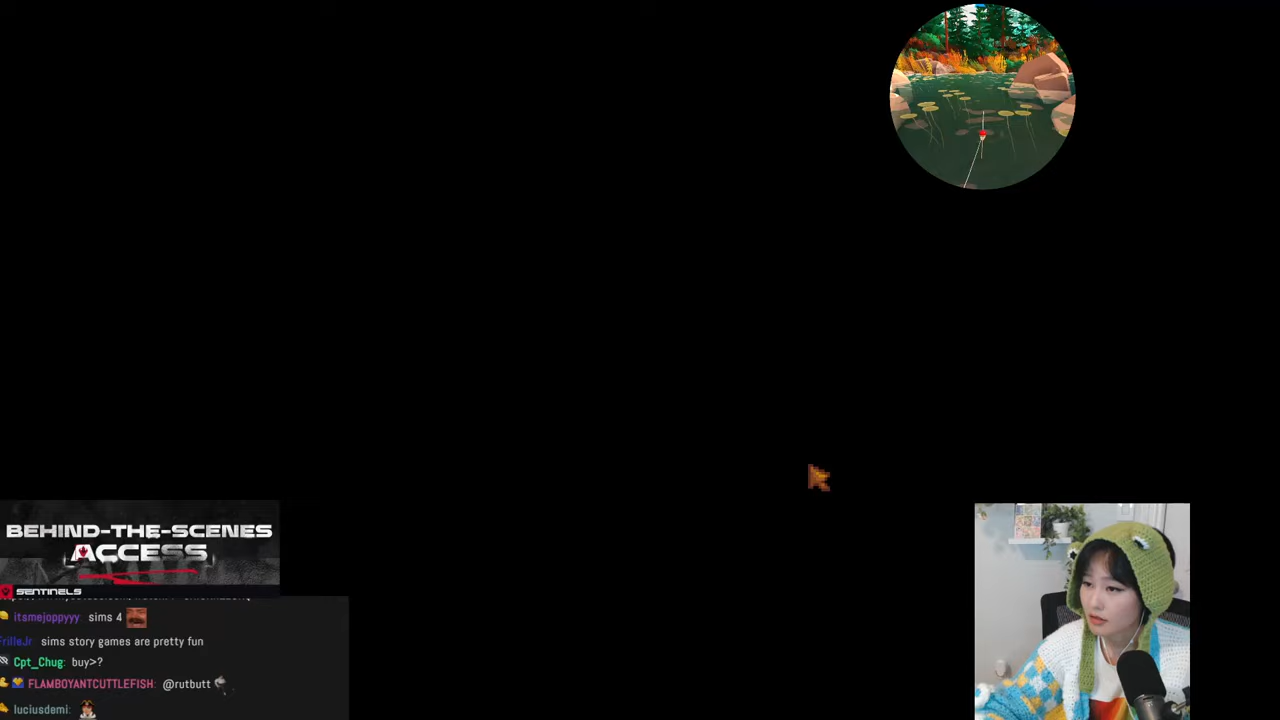 BEHIND-THE-SCENES
ACCESS
SENTINELS
itsmejoppyyy sims 4
FrilleJr sims story games are pretty fun
Cpt_Chug: buy>?
FLAMBOYANTCUTTLEFISH: @rutbutt
luciusdemi: